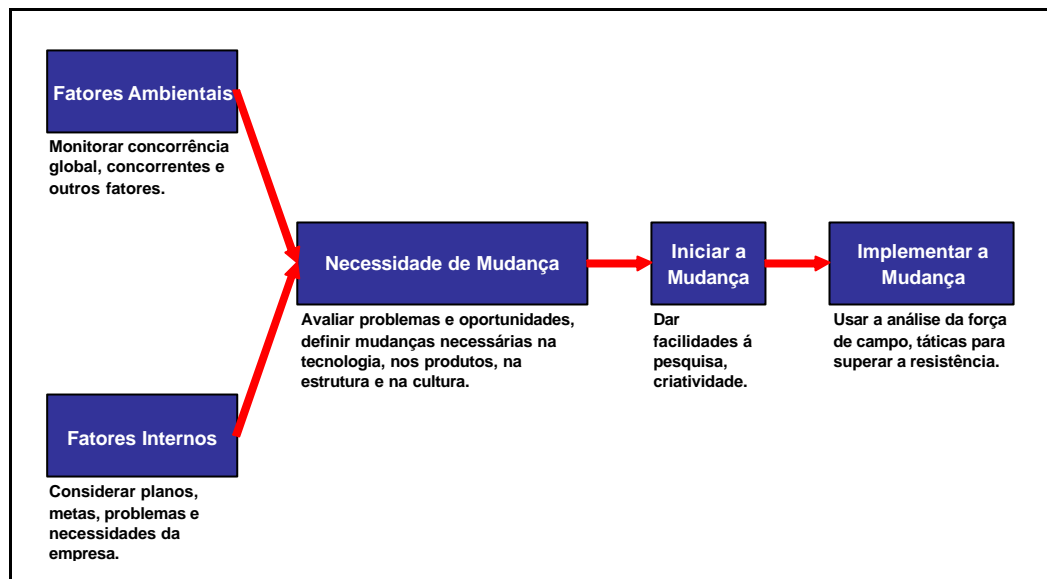 Fatores Ambientais
Monitorar concorrência
global, concorrentes e
outros fatores.
Necessidade de Mudança
Avaliar problemas e oportunidades,
definir mudanças necessárias na
tecnologia, nos produtos, na
estrutura e na cultura.
Iniciar a
Mudança
Dar
facilidades á
pesquisa,
criatividade.
Implementar a
Mudança
Usar a análise da força
de campo, táticas para
superar a resistência.
Fatores Internos
Considerar planos,
metas, problemas e
necessidades da
empresa.